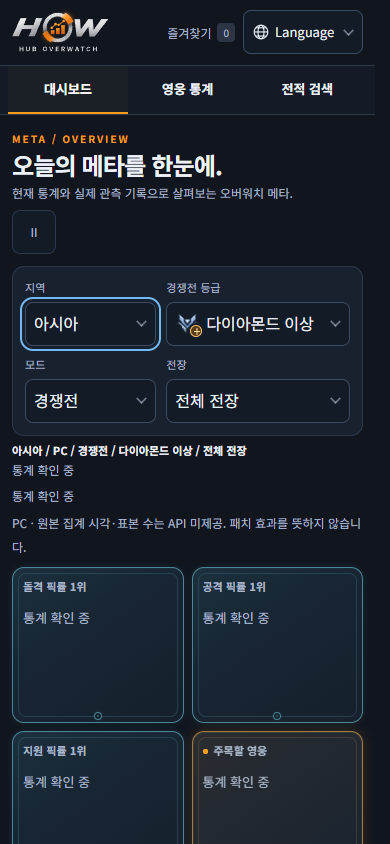 HOW
HUB OVERWATCH
즐겨찾기 0
Language
대시보드
영웅 통계
전적 검색
META / OVERVIEW
오늘의 메타를 한눈에.
현재 통계와 실제 관측 기록으로 살펴보는 오버워치 메타.
지역
경쟁전 등급
아시아
다이아몬드 이상
모드
전장
경쟁전
전체 전장
아시아 / PC / 경쟁전 / 다이아몬드 이상 / 전체 전장
통계 확인 중
통계 확인 중
PC · 원본 집계 시각·표본 수는 API 미제공. 패치 효과를 뜻하지 않습니
다.
돌격 픽률 1위
공격 픽률 1위
통계 확인 중
통계 확인 중
지원 픽률 1위
주목할 영웅
통계 확인 중
통계 확인 중